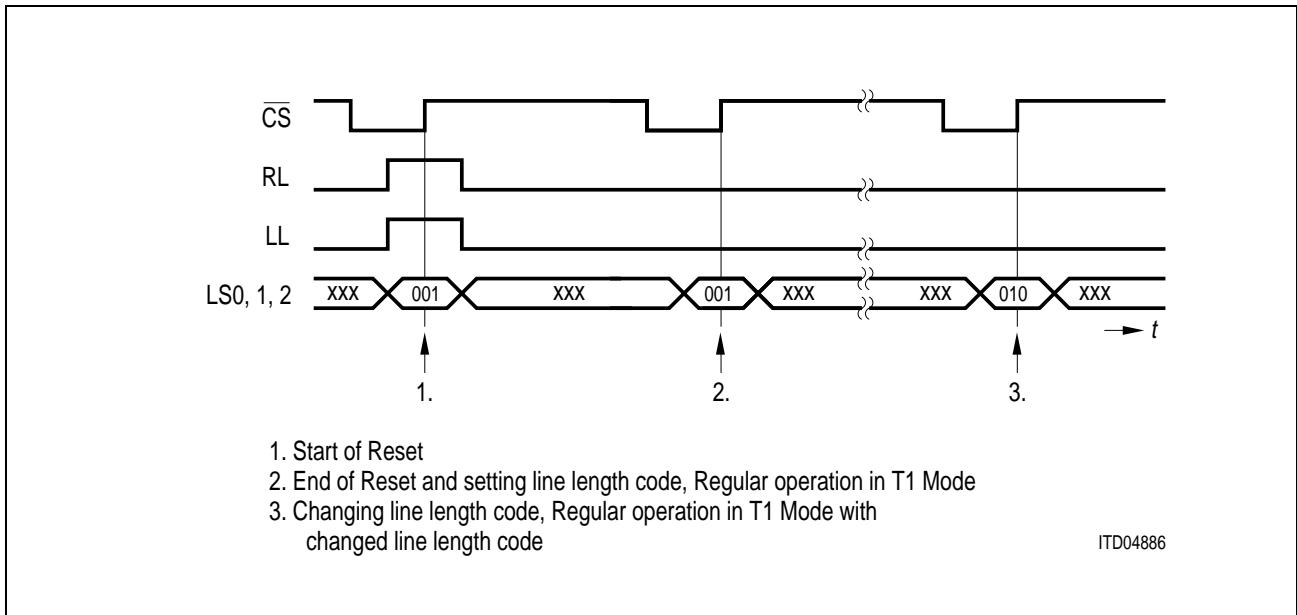 C̅S̅
RL
LL
LS0, 1, 2 XXX 001 XXX 001 XXX XXX 010 XXX
t
1. 2. 3.
1. Start of Reset
2. End of Reset and setting line length code, Regular operation in T1 Mode
3. Changing line length code, Regular operation in T1 Mode with
changed line length code
ITD04886